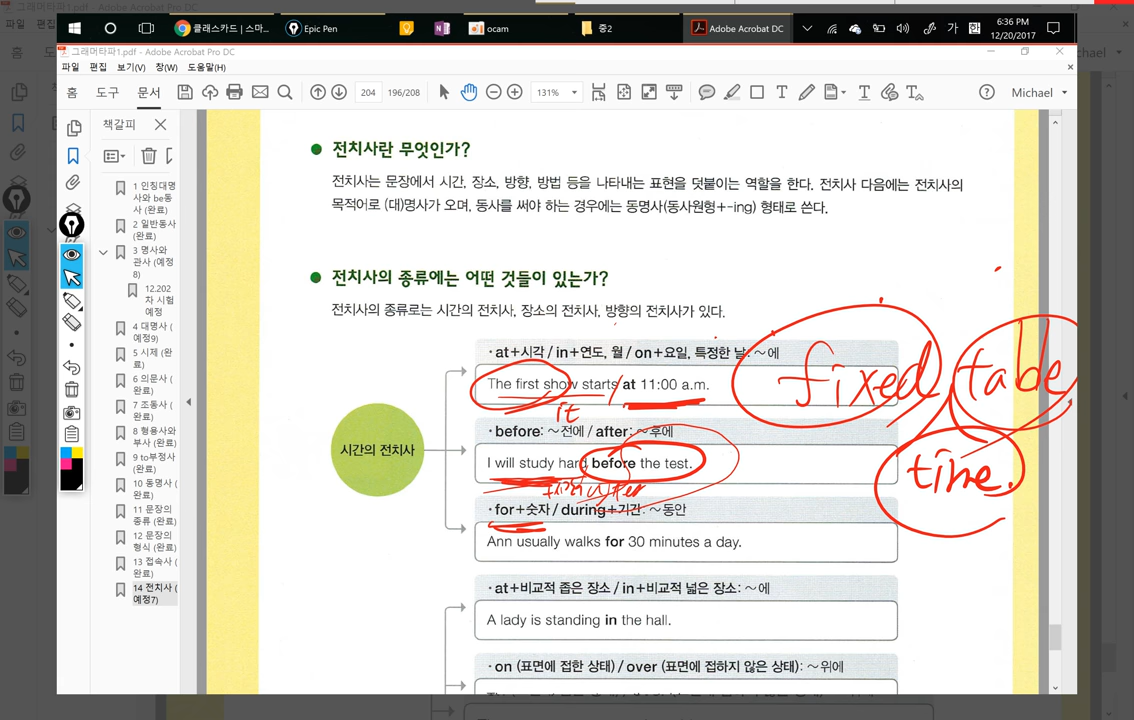 클래스카드 | 스마...
Epic Pen
ocam
중2
Adobe Acrobat Pro DC
가
한
6:36 PM
12/20/2017
그래머타파1.pdf - Adobe Acrobat Pro DC
파일 편집 보기(V) 창(W) 도움말(H)
홈 도구 문서
204 196/208
131%
Michael
책갈피
1 인칭대명
사와 be동
사 (완료)
2 일반동사
(완료)
3 명사와
관사 (예정
8)
12.202
차 시험
예정
4 대명사 (
예정9)
5 시제 (완
료)
6 의문사 (
완료)
7 조동사 (
완료)
8 형용사와
부사 (완료)
9 to부정사
(완료)
10 동명사 (
완료)
11 문장의
종류 (완료)
12 문장의
형식 (완료)
13 접속사 (
완료)
14 전치사 (
예정7)
전치사란 무엇인가?
전치사는 문장에서 시간, 장소, 방향, 방법 등을 나타내는 표현을 덧붙이는 역할을 한다. 전치사 다음에는 전치사의
목적어로 (대)명사가 오며, 동사를 써야 하는 경우에는 동명사(동사원형+-ing) 형태로 쓴다.
전치사의 종류에는 어떤 것들이 있는가?
전치사의 종류로는 시간의 전치사, 장소의 전치사, 방향의 전치사가 있다.
시간의 전치사
·at+시각 / in+연도, 월 / on+요일, 특정한 날: ~에
The first show starts at 11:00 a.m.
it
fixed
table
time.
·before: ~전에 / after: ~후에
I will study hard before the test.
after
·for+숫자 / during+기간: ~동안
Ann usually walks for 30 minutes a day.
·at+비교적 좁은 장소 / in+비교적 넓은 장소: ~에
A lady is standing in the hall.
·on (표면에 접한 상태) / over (표면에 접하지 않은 상태): ~위에